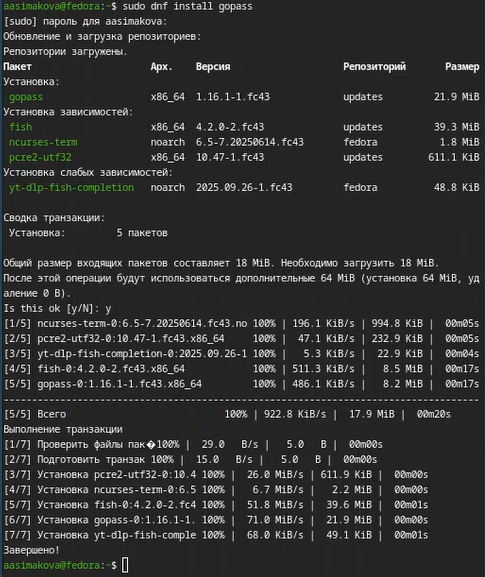 aasimakova@fedora:~$ sudo dnf install gopass
[sudo] пароль для aasimakova:
Обновление и загрузка репозиториев:
Репозитории загружены.
Пакет Арх. Версия Репозиторий Размер
Установка:
gopass x86_64 1.16.1-1.fc43 updates 21.9 MiB
Установка зависимостей:
fish x86_64 4.2.0-2.fc43 updates 39.3 MiB
ncurses-term noarch 6.5-7.20250614.fc43 fedora 1.8 MiB
pcre2-utf32 x86_64 10.47-1.fc43 updates 611.1 KiB
Установка слабых зависимостей:
yt-dlp-fish-completion noarch 2025.09.26-1.fc43 fedora 48.8 KiB
Сводка транзакции:
Установка: 5 пакетов
Общий размер входящих пакетов составляет 18 MiB. Необходимо загрузить 18 MiB.
После этой операции будут использоваться дополнительные 64 MiB (установка 64 MiB, уд
аление 0 B).
Is this ok [y/N]: y
[1/5] ncurses-term-0:6.5-7.20250614.fc43.no 100% | 196.1 KiB/s | 994.8 KiB | 00m05s
[2/5] pcre2-utf32-0:10.47-1.fc43.x86_64 100% | 47.1 KiB/s | 232.9 KiB | 00m05s
[3/5] yt-dlp-fish-completion-0:2025.09.26-1 100% | 5.3 KiB/s | 22.9 KiB | 00m04s
[4/5] fish-0:4.2.0-2.fc43.x86_64 100% | 511.3 KiB/s | 8.5 MiB | 00m17s
[5/5] gopass-0:1.16.1-1.fc43.x86_64 100% | 486.1 KiB/s | 8.2 MiB | 00m17s
--------------------------------------------------------------------------------
[5/5] Всего 100% | 922.8 KiB/s | 17.9 MiB | 00m20s
Выполнение транзакции
[1/7] Проверить файлы пак�100% | 29.0 B/s | 5.0 B | 00m00s
[2/7] Подготовить транзак 100% | 15.0 B/s | 5.0 B | 00m00s
[3/7] Установка pcre2-utf32-0:10.4 100% | 26.0 MiB/s | 611.9 KiB | 00m00s
[4/7] Установка ncurses-term-0:6.5 100% | 6.7 MiB/s | 2.2 MiB | 00m00s
[5/7] Установка fish-0:4.2.0-2.fc4 100% | 51.8 MiB/s | 39.6 MiB | 00m01s
[6/7] Установка gopass-0:1.16.1-1. 100% | 71.0 MiB/s | 21.9 MiB | 00m00s
[7/7] Установка yt-dlp-fish-comple 100% | 68.0 KiB/s | 49.1 KiB | 00m01s
Завершено!
aasimakova@fedora:~$